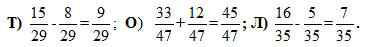 Т) 15/29 - 8/29 = 9/29; О) 33/47 + 12/47 = 45/47; Л) 16/35 - 5/35 = 7/35.